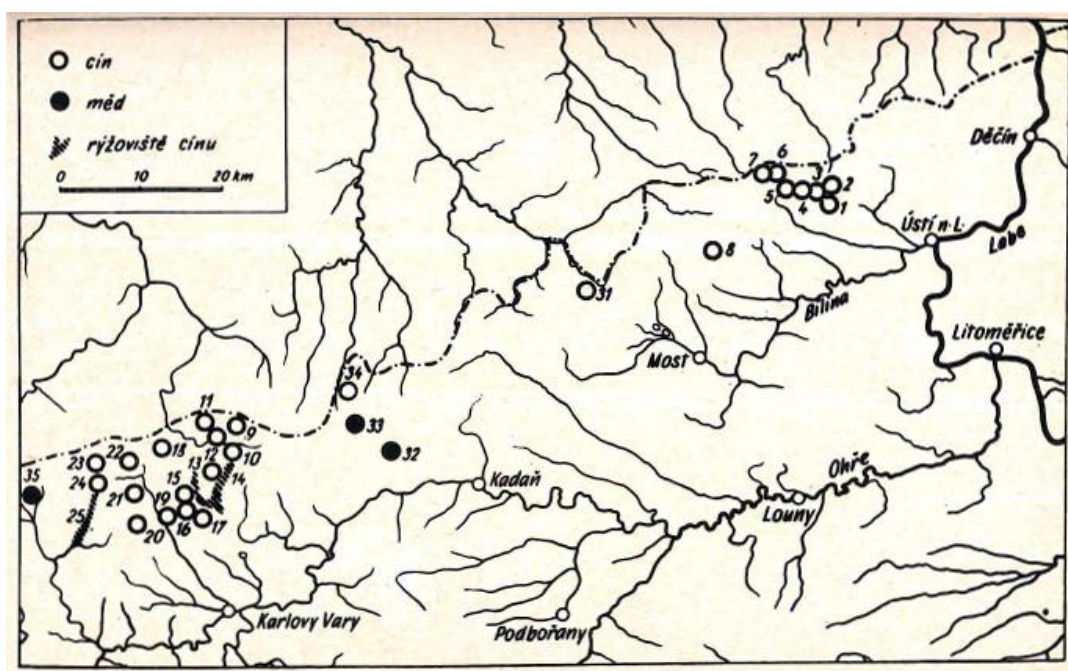 cín
měd
rýžoviště cínu
0 10 20 km
Děčín
7 6
3
2
5 4 1
Ústí n. L.
Labe
8
31
Bílina
Litoměřice
Most
34
33
11
9
18 12
32
23 22 10
35 24 13 14
15
Kadaň
Ohře
21 19
Louny
25 20 16 17
Karlovy Vary
Podbořany